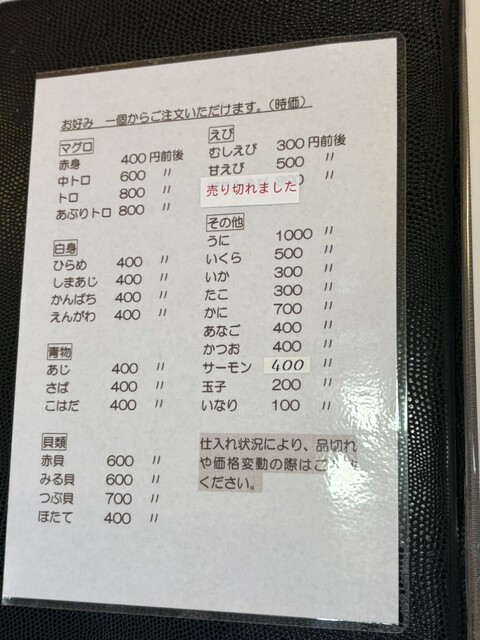 お好み　一個からご注文いただけます。(時価)
マグロ
赤身　400円前後
中トロ　600　〃
トロ　800　〃
あぶりトロ　800　〃
白身
ひらめ　400　〃
しまあじ　400　〃
かんぱち　400　〃
えんがわ　400　〃
青物
あじ　400　〃
さば　400　〃
こはだ　400　〃
貝類
赤貝　600　〃
みる貝　600　〃
つぶ貝　700　〃
ほたて　400　〃
えび
むしえび　300円前後
甘えび　500　〃
売り切れました　〃
その他
うに　1000　〃
いくら　500　〃
いか　300　〃
たこ　300　〃
かに　700　〃
あなご　400　〃
かつお　400　〃
サーモン　400　〃
玉子　200　〃
いなり　100　〃
仕入れ状況により、品切れ
や価格変動の際はご
ください。